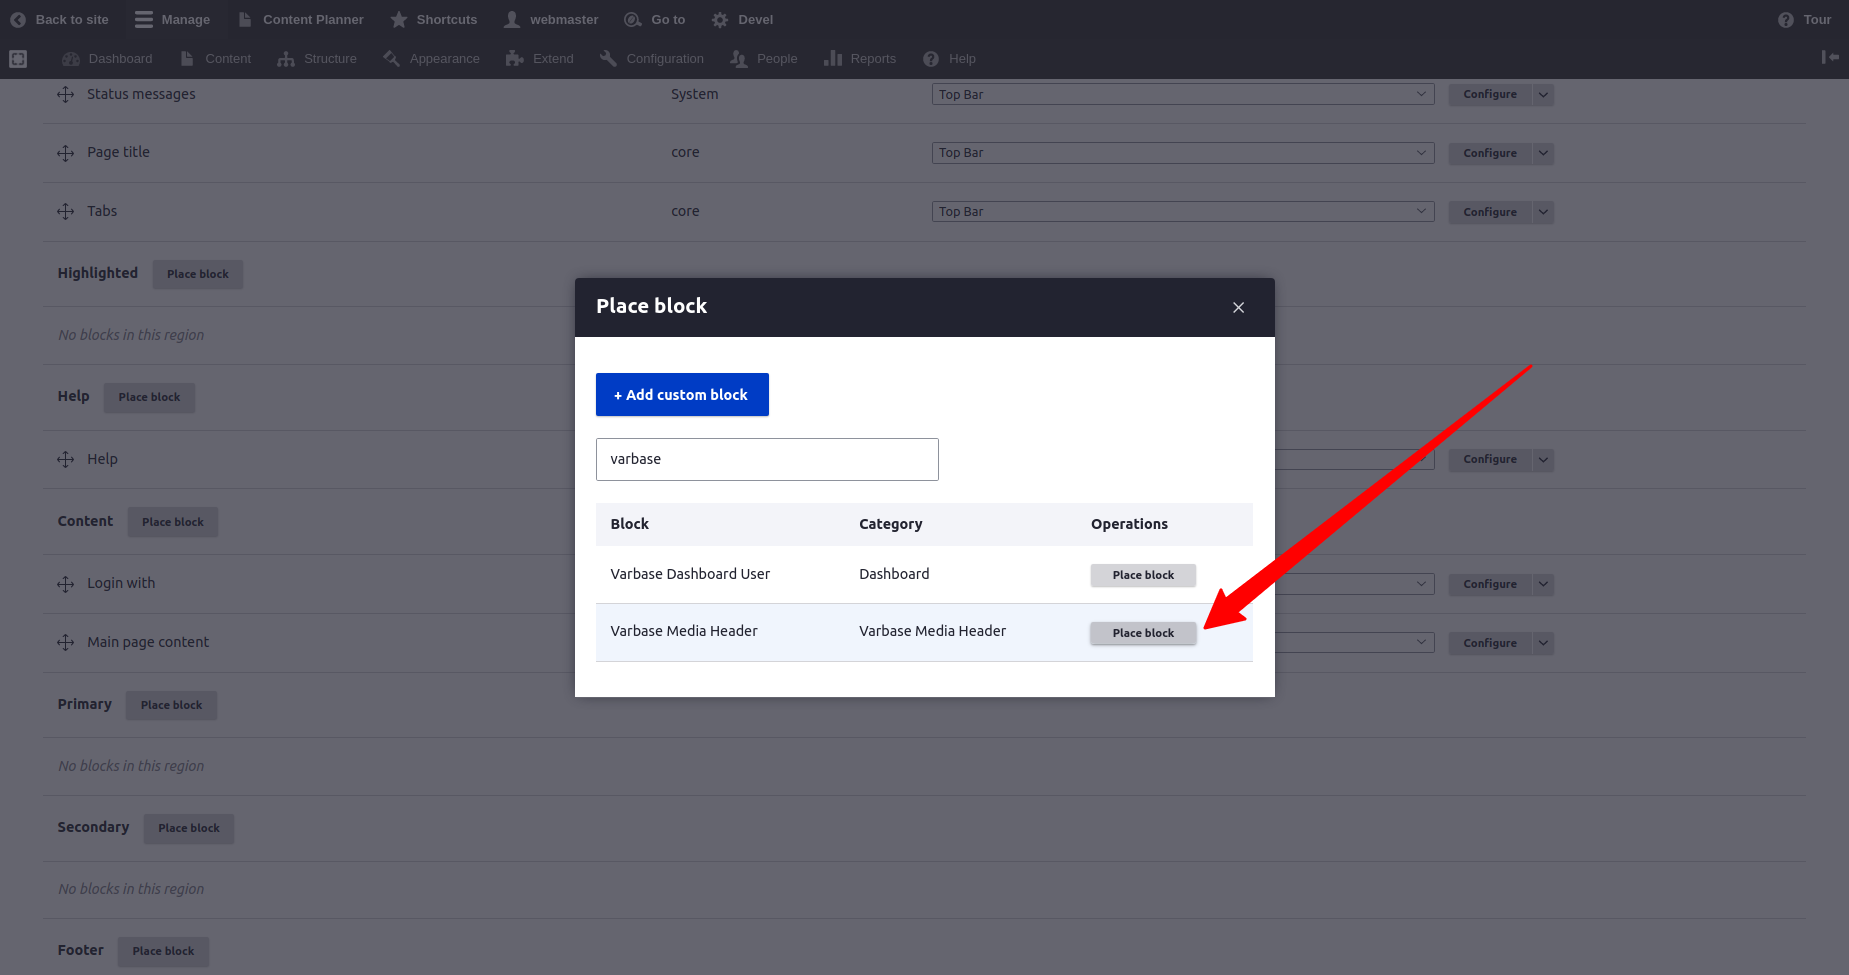 Back to site Manage Content Planner Shortcuts webmaster Go to Devel Tour
Dashboard Content Structure Appearance Extend Configuration People Reports Help
Status messages System Top Bar Configure
Page title core Top Bar Configure
Tabs core Top Bar Configure
Highlighted Place block
No blocks in this region
Help Place block
Help Configure
Content Place block
Login with Configure
Main page content Configure
Primary Place block
No blocks in this region
Secondary Place block
No blocks in this region
Footer Place block
Place block
+ Add custom block
varbase
Block Category Operations
Varbase Dashboard User Dashboard Place block
Varbase Media Header Varbase Media Header Place block